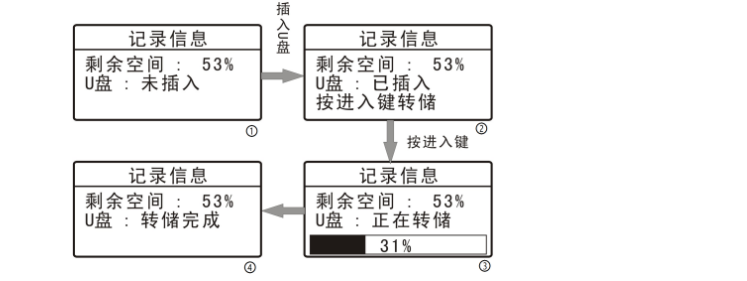 记录信息
剩余空间 : 53%
U盘 : 未插入
①
插入U盘
记录信息
剩余空间 : 53%
U盘 : 已插入
按进入键转储
②
按进入键
记录信息
剩余空间 : 53%
U盘 : 正在转储
31%
③
记录信息
剩余空间 : 53%
U盘 : 转储完成
④